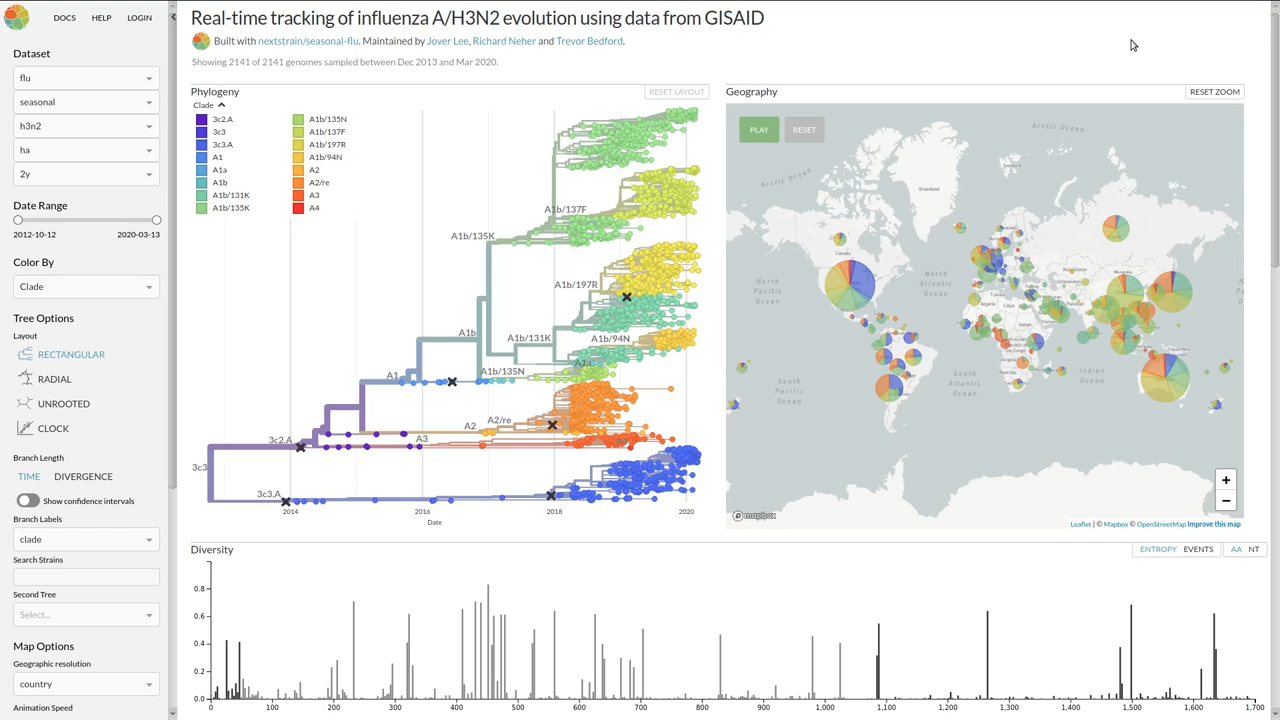 DOCS HELP LOGIN
Dataset
flu
seasonal
h3n2
ha
2y
Date Range
2012-10-12 2020-03-13
Color By
Clade
Tree Options
Layout
RECTANGULAR
RADIAL
UNROOTED
CLOCK
Branch Length
TIME DIVERGENCE
Show confidence intervals
Branch Labels
clade
Search Strains
Second Tree
Select...
Map Options
Geographic resolution
country
Animation Speed
Real-time tracking of influenza A/H3N2 evolution using data from GISAID
Built with nextstrain/seasonal-flu. Maintained by Jover Lee, Richard Neher and Trevor Bedford.
Showing 2141 of 2141 genomes sampled between Dec 2013 and Mar 2020.
Phylogeny
RESET LAYOUT
Clade
3c2.A
3c3
3c3.A
A1
A1a
A1b
A1b/131K
A1b/135K
A1b/135N
A1b/137F
A1b/197R
A1b/94N
A2
A2/re
A3
A4
A1b/137F
A1b/135K
A1b/197R
A1b
A1b/131K
A1b/94N
A1b/135N
A1
A2/re
A2
A3
3c2.A
3c3
3c3.A
2014 2016 2018 2020
Date
Geography
RESET ZOOM
PLAY RESET
Arctic Ocean
Arctic Ocean
Canada
North Pacific Ocean
North Atlantic Ocean
South Pacific Ocean
South Atlantic Ocean
Indian Ocean
+
−
mapbox
Leaflet | © Mapbox © OpenStreetMap Improve this map
Diversity
ENTROPY EVENTS
AA NT
0.8
0.6
0.4
0.2
0.0
0 100 200 300 400 500 600 700 800 900 1,000 1,100 1,200 1,300 1,400 1,500 1,600 1,700